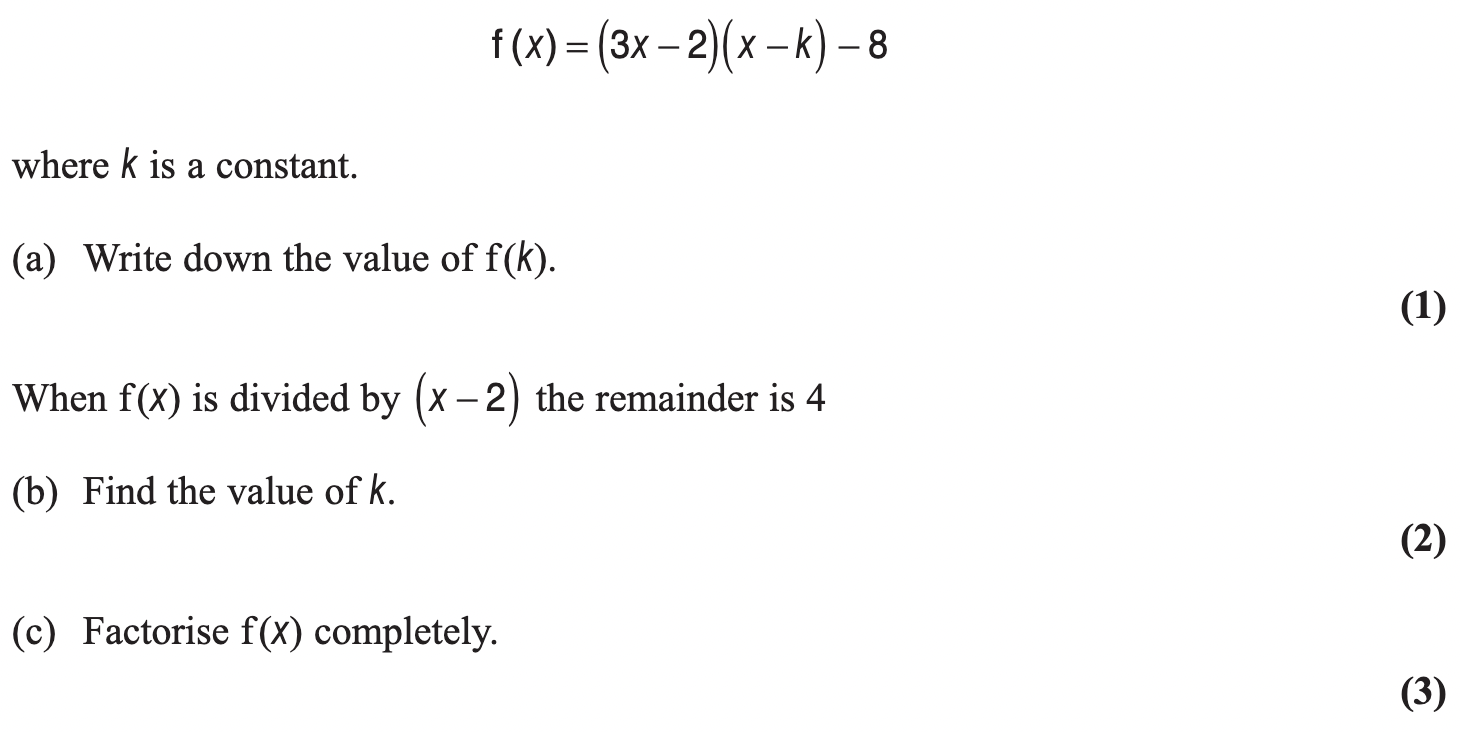 f(x) = (3x – 2)(x – k) – 8
where k is a constant.
(a) Write down the value of f(k).
(1)
When f(x) is divided by (x – 2) the remainder is 4
(b) Find the value of k.
(2)
(c) Factorise f(x) completely.
(3)